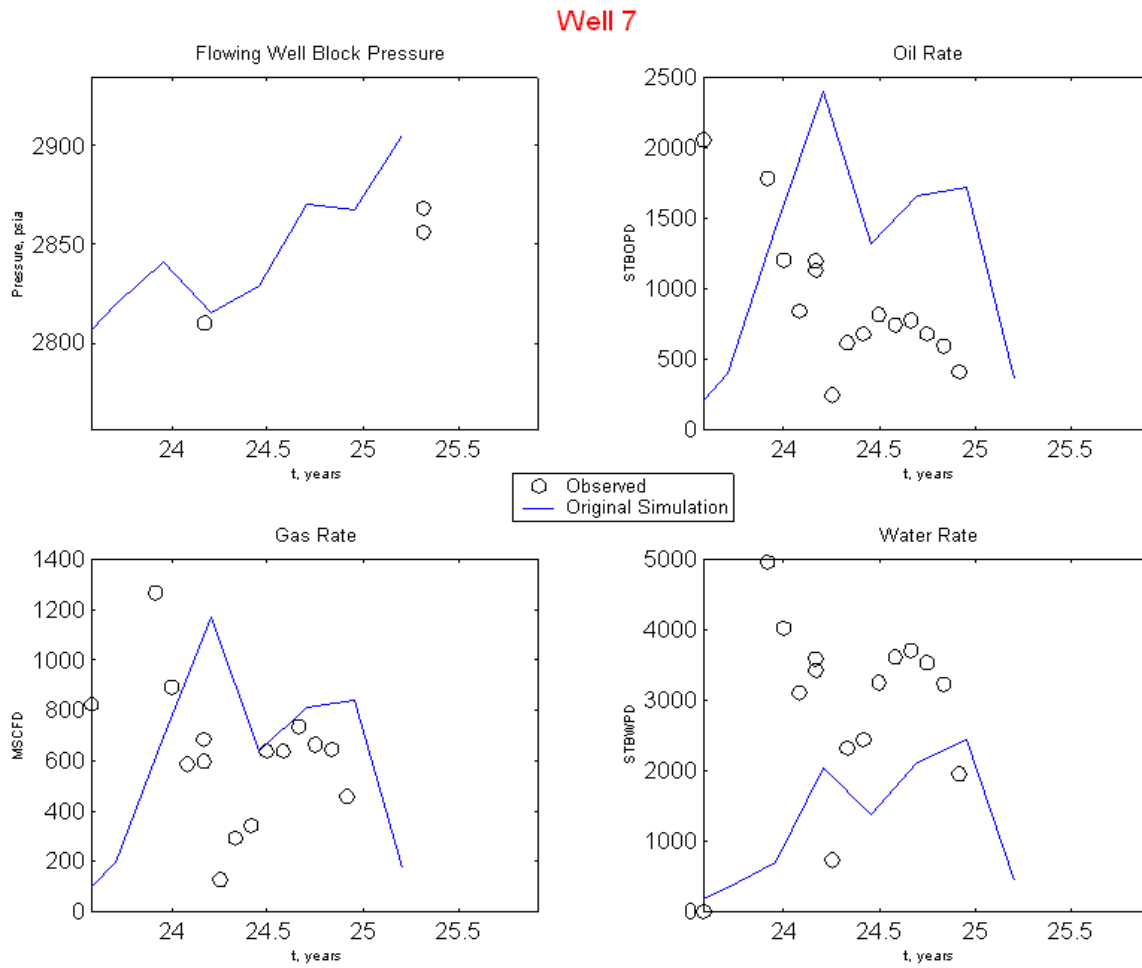 Well 7
Flowing Well Block Pressure
2900
2850
2800
Pressure, psia
24
24.5
25
25.5
t, years
Oil Rate
2500
2000
1500
1000
500
0
STBOPD
24
24.5
25
25.5
t, years
Observed
Original Simulation
Gas Rate
1400
1200
1000
800
600
400
200
0
MSCFD
24
24.5
25
25.5
t, years
Water Rate
5000
4000
3000
2000
1000
0
STBWPD
24
24.5
25
25.5
t, years